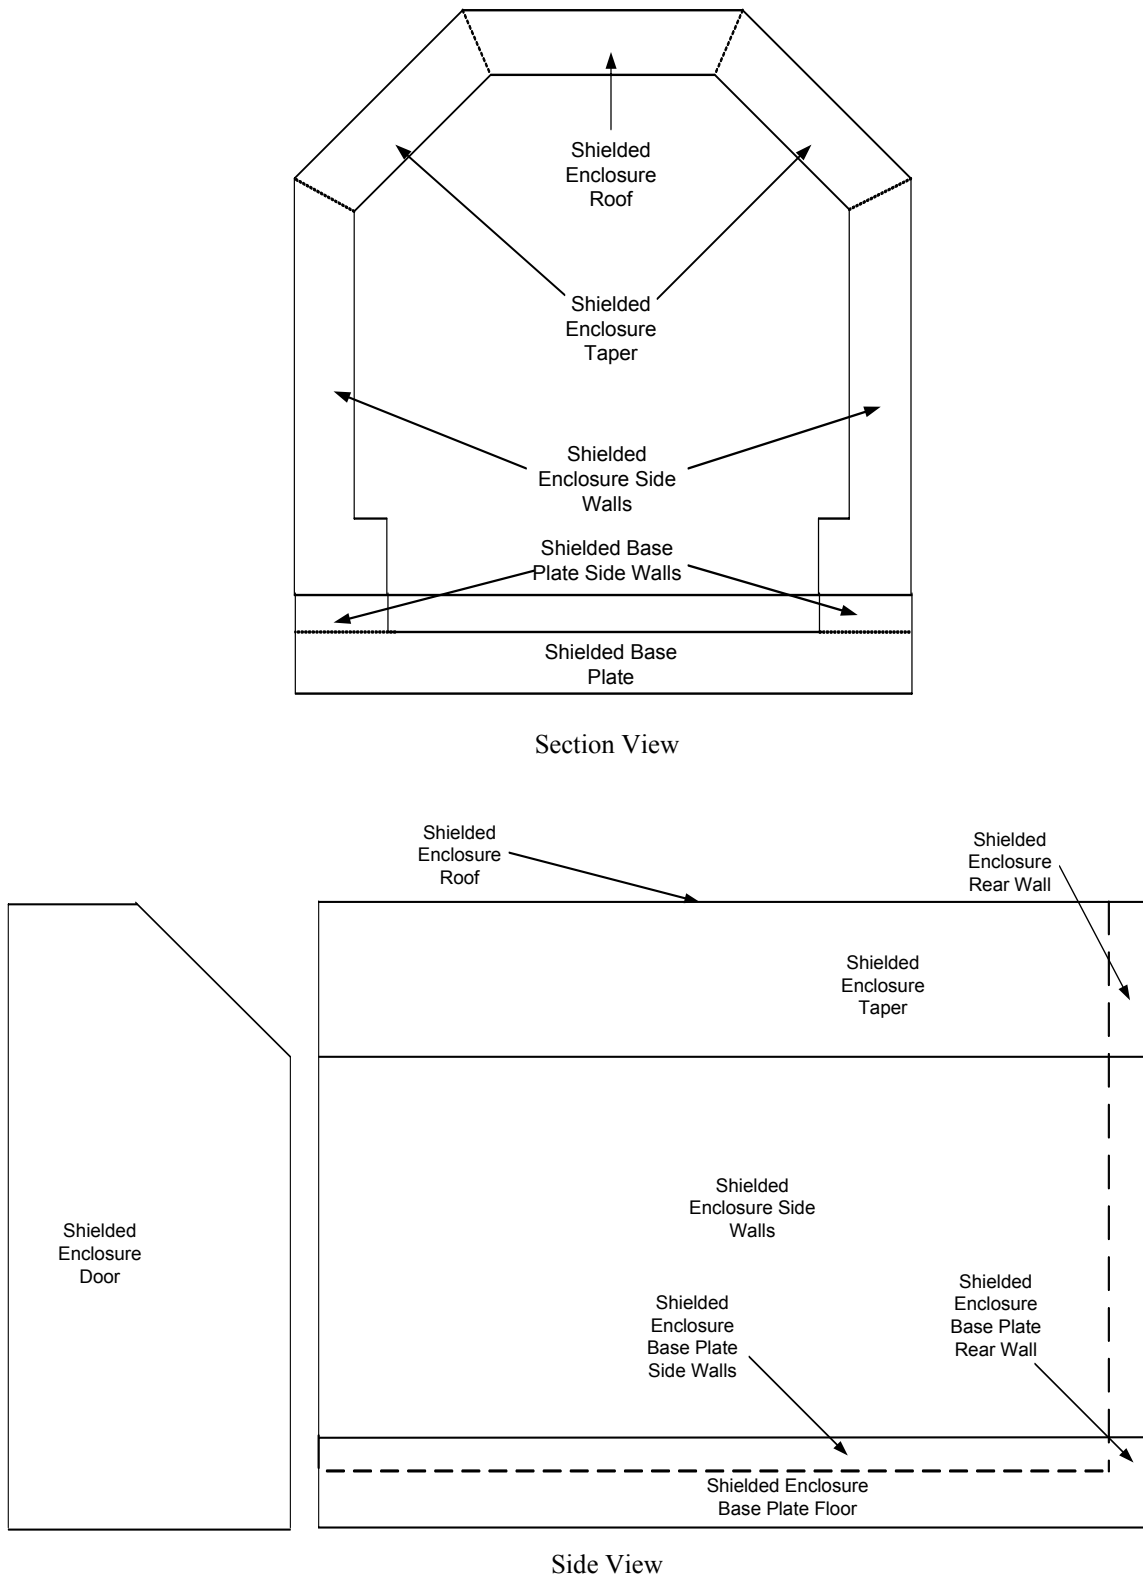 Shielded
Enclosure
Roof
Shielded
Enclosure
Taper
Shielded
Enclosure Side
Walls
Shielded Base
Plate Side Walls
Shielded Base
Plate
Section View
Shielded
Enclosure
Roof
Shielded
Enclosure
Rear Wall
Shielded
Enclosure
Taper
Shielded
Enclosure Side
Walls
Shielded
Enclosure
Door
Shielded
Enclosure
Base Plate
Side Walls
Shielded
Enclosure
Base Plate
Rear Wall
Shielded Enclosure
Base Plate Floor
Side View